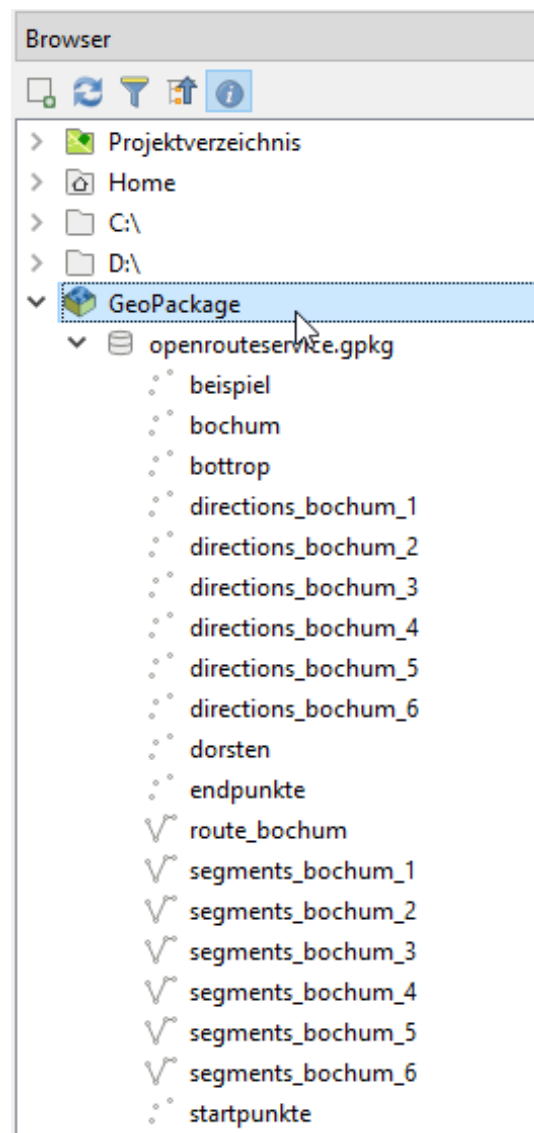 Browser
Projektverzeichnis
Home
C:\
D:\
GeoPackage
openrouteservice.gpkg
beispiel
bochum
bottrop
directions_bochum_1
directions_bochum_2
directions_bochum_3
directions_bochum_4
directions_bochum_5
directions_bochum_6
dorsten
endpunkte
route_bochum
segments_bochum_1
segments_bochum_2
segments_bochum_3
segments_bochum_4
segments_bochum_5
segments_bochum_6
startpunkte